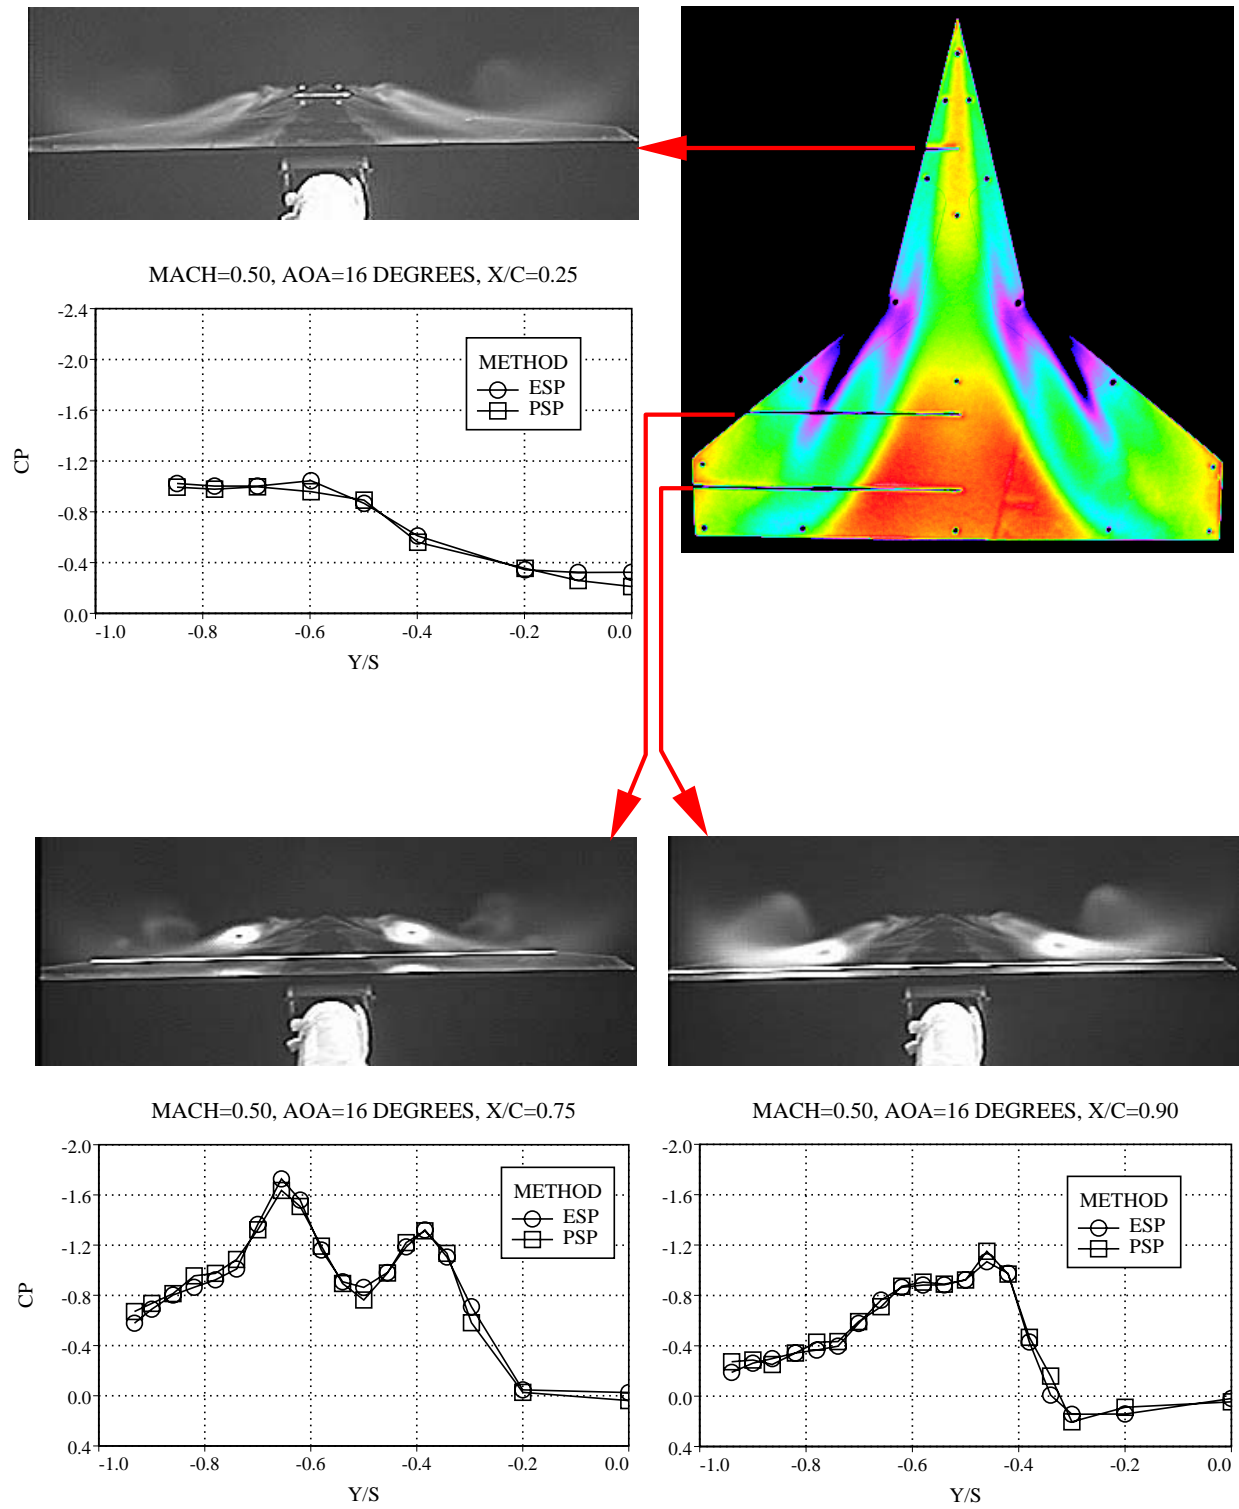 MACH=0.50, AOA=16 DEGREES, X/C=0.25
-2.4
-2.0
-1.6
-1.2
-0.8
-0.4
0.0
CP
METHOD
ESP
PSP
-1.0 -0.8 -0.6 -0.4 -0.2 0.0
Y/S
MACH=0.50, AOA=16 DEGREES, X/C=0.75
-2.0
-1.6
-1.2
-0.8
-0.4
0.0
0.4
CP
METHOD
ESP
PSP
-1.0 -0.8 -0.6 -0.4 -0.2 0.0
Y/S
MACH=0.50, AOA=16 DEGREES, X/C=0.90
-2.0
-1.6
-1.2
-0.8
-0.4
0.0
0.4
METHOD
ESP
PSP
-1.0 -0.8 -0.6 -0.4 -0.2 0.0
Y/S